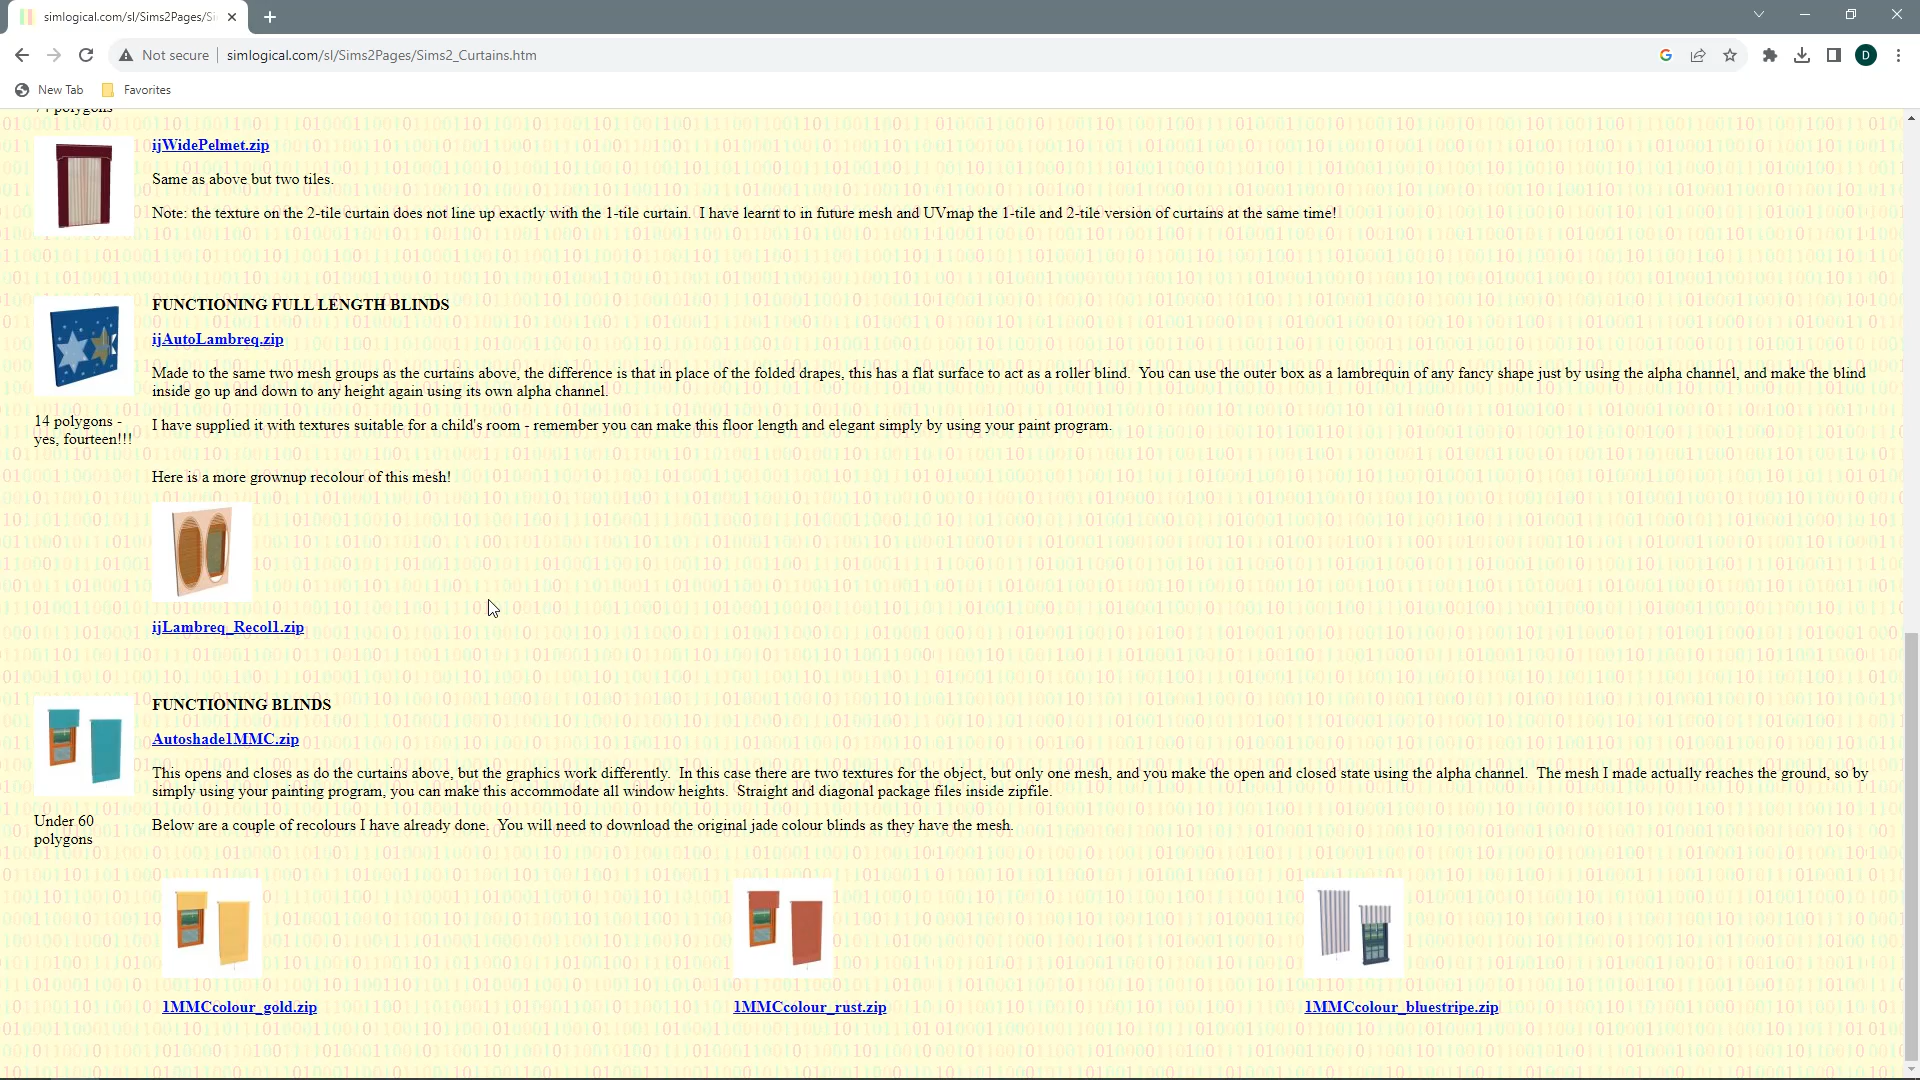 simlogical.com/sl/Sims2Pages/Si
Not secure
simlogical.com/sl/Sims2Pages/Sims2_Curtains.htm
D
New Tab
Favorites
polygons
ijWidePelmet.zip
Same as above but two tiles.
Note: the texture on the 2-tile curtain does not line up exactly with the 1-tile curtain. I have learnt to in future mesh and UVmap the 1-tile and 2-tile version of curtains at the same time!
FUNCTIONING FULL LENGTH BLINDS
ijAutoLambreq.zip
Made to the same two mesh groups as the curtains above, the difference is that in place of the folded drapes, this has a flat surface to act as a roller blind. You can use the outer box as a lambrequin of any fancy shape just by using the alpha channel, and make the blind
inside go up and down to any height again using its own alpha channel.
14 polygons -
yes, fourteen!!!
I have supplied it with textures suitable for a child's room - remember you can make this floor length and elegant simply by using your paint program.
Here is a more grownup recolour of this mesh!
ijLambreq_Recol1.zip
FUNCTIONING BLINDS
Autoshade1MMC.zip
This opens and closes as do the curtains above, but the graphics work differently. In this case there are two textures for the object, but only one mesh, and you make the open and closed state using the alpha channel. The mesh I made actually reaches the ground, so by
simply using your painting program, you can make this accommodate all window heights. Straight and diagonal package files inside zipfile.
Under 60
polygons
Below are a couple of recolours I have already done. You will need to download the original jade colour blinds as they have the mesh.
1MMCcolour_gold.zip
1MMCcolour_rust.zip
1MMCcolour_bluestripe.zip